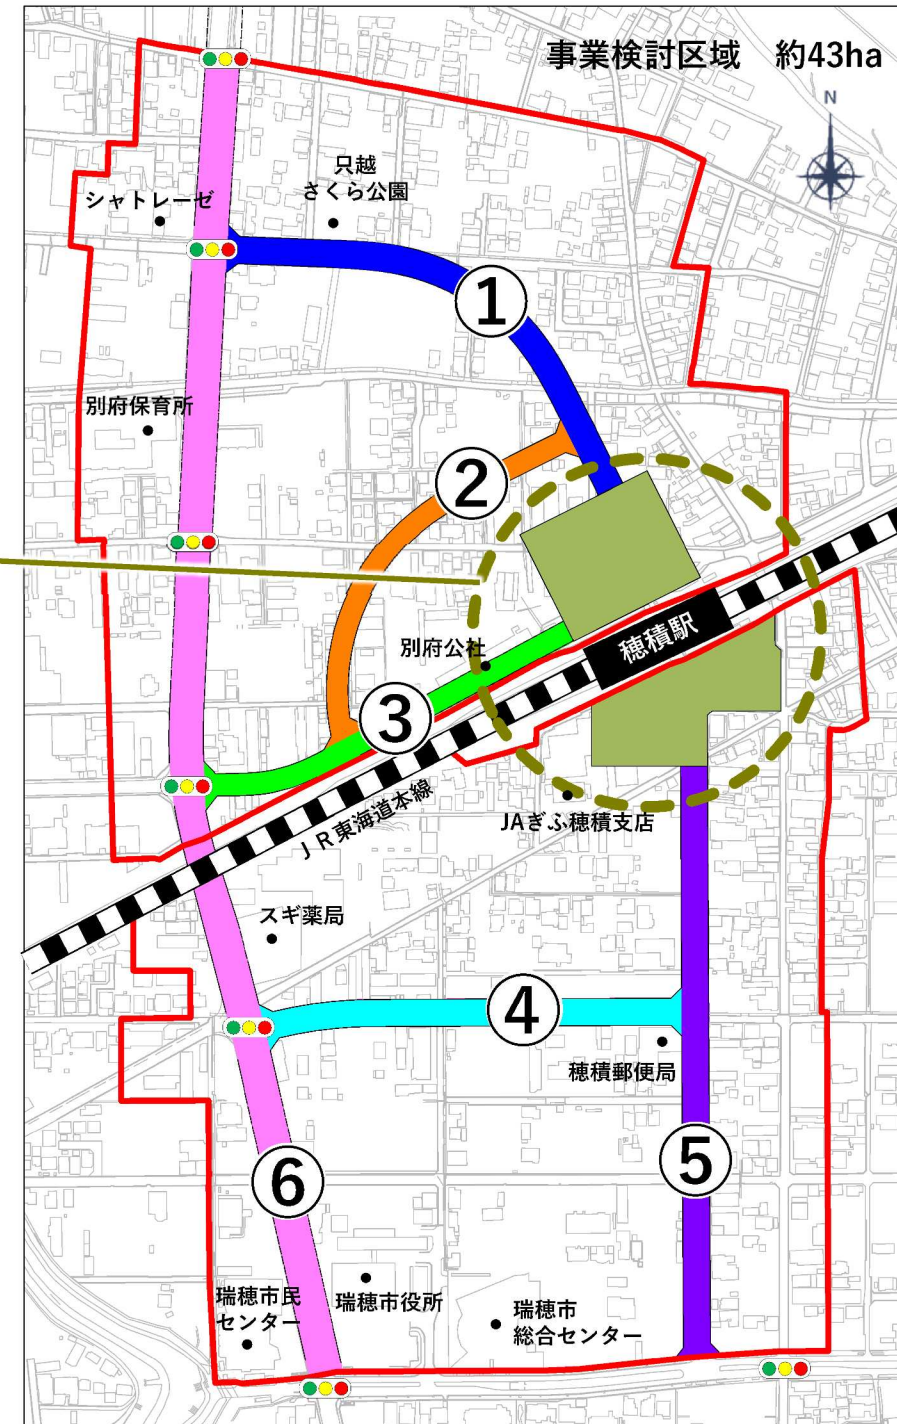 事業検討区域　約43ha
N
只越
さくら公園
シャトレーゼ
①
別府保育所
②
別府公社
穂積駅
③
JAぎふ穂積支店
ＪＲ東海道本線
スギ薬局
④
穂積郵便局
⑤
⑥
瑞穂市民
センター
瑞穂市役所
瑞穂市
総合センター